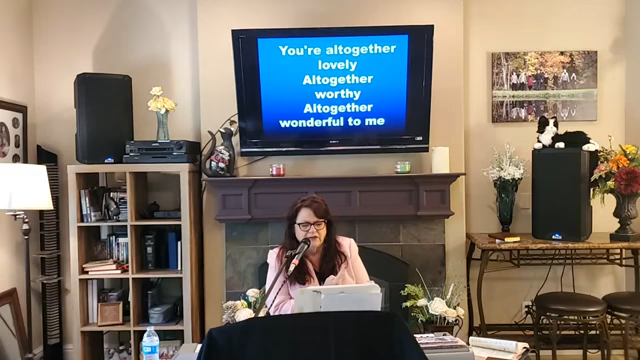 You're altogether
lovely
Altogether
worthy
Altogether
wonderful to me